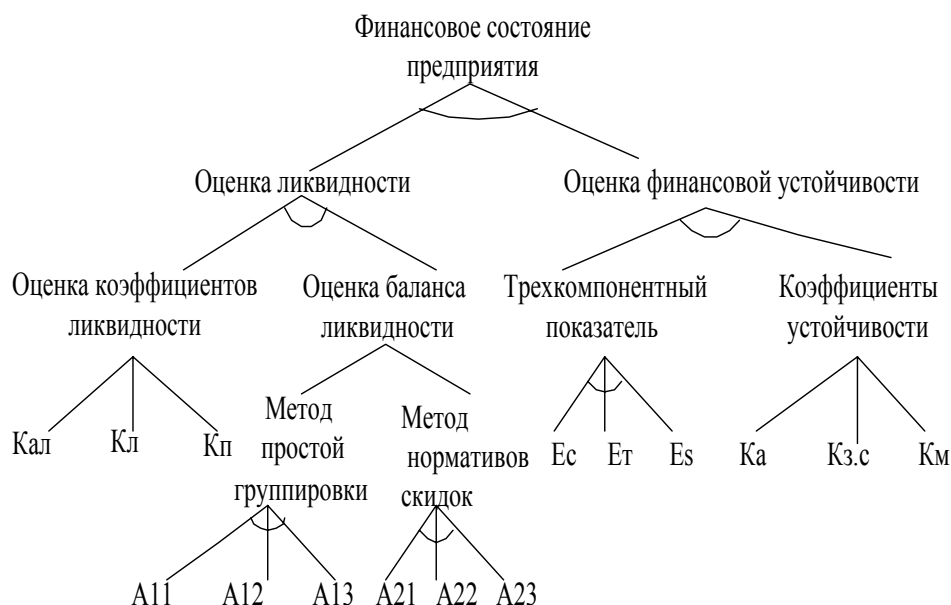 Финансовое состояние
предприятия
Оценка ликвидности
Оценка финансовой устойчивости
Оценка коэффициентов
ликвидности
Оценка баланса
ликвидности
Трехкомпонентный
показатель
Коэффициенты
устойчивости
Кал
Кл
Кп
Метод
простой
группировки
Метод
нормативов
скидок
Ес
Ет
Es
Ка
Кз.с
Км
А11
А12
А13
А21
А22
А23